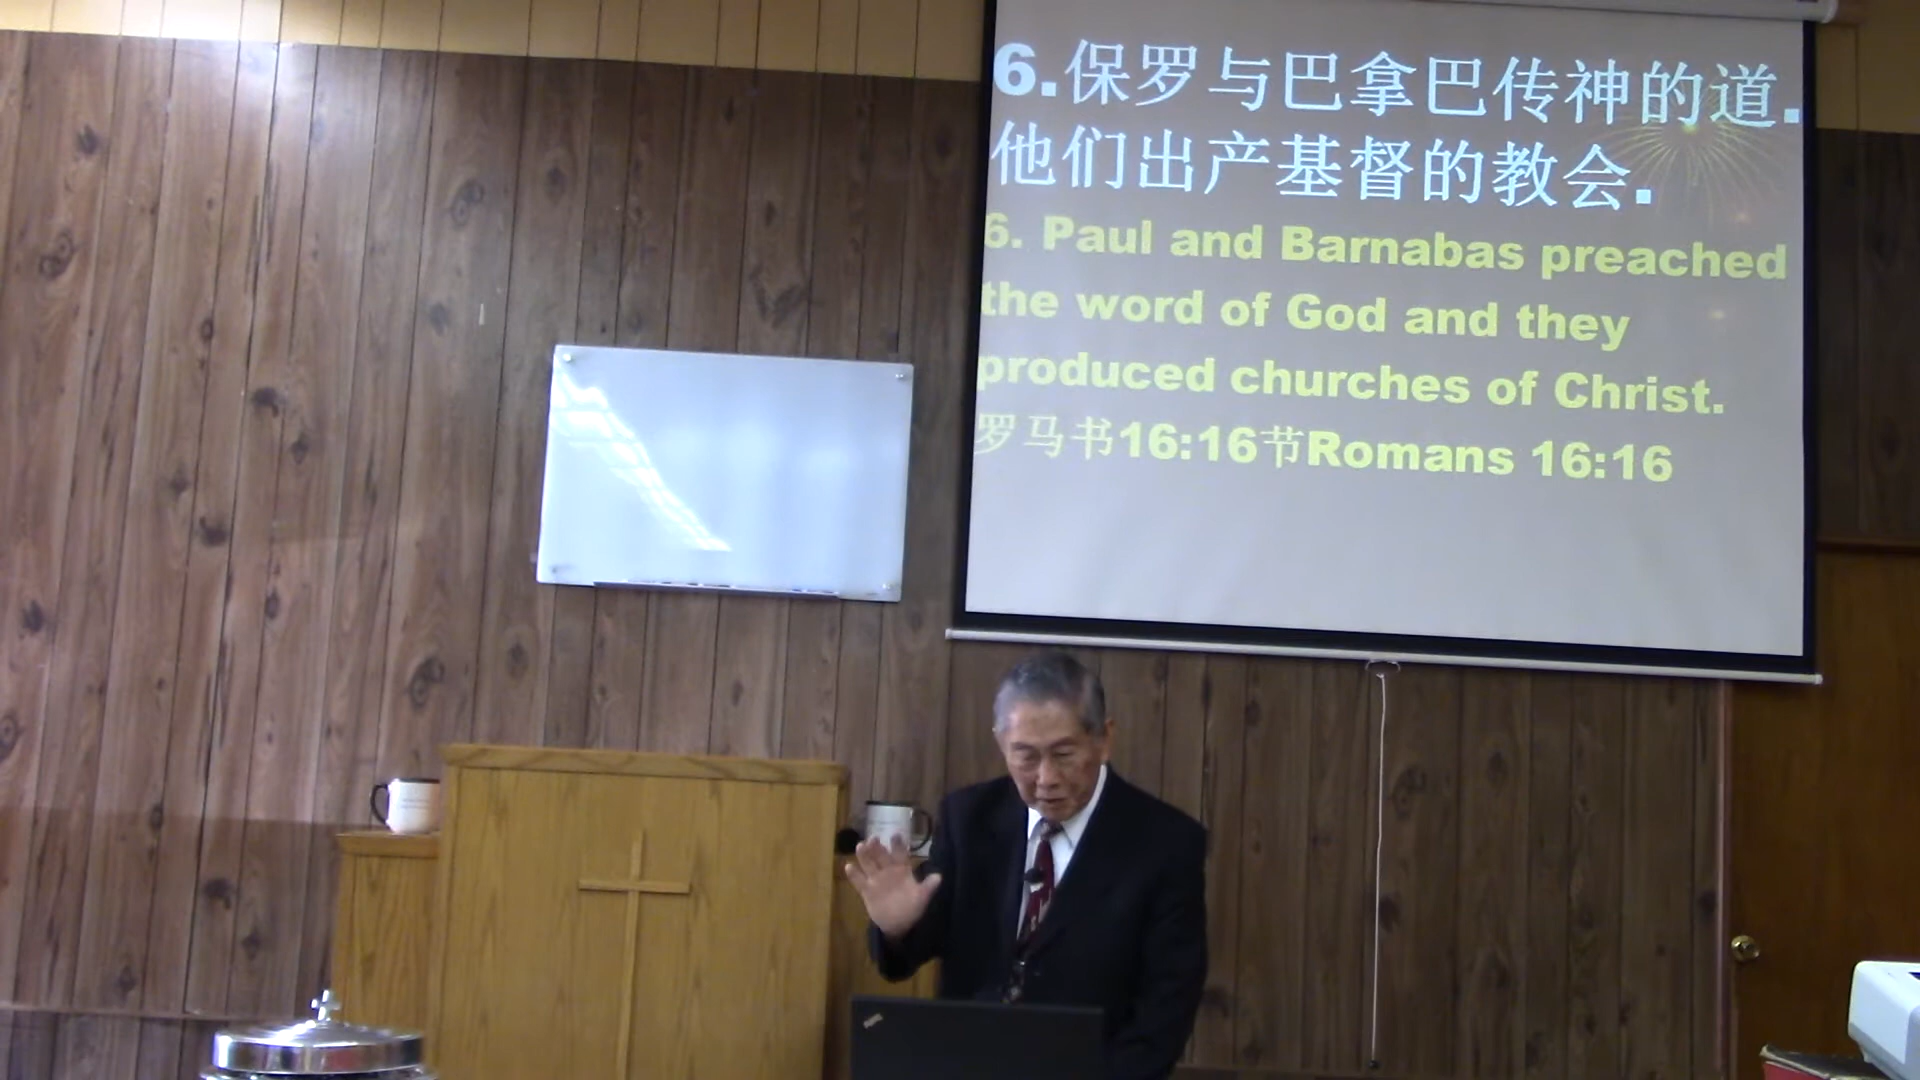 6.保罗与巴拿巴传神的道.
他们出产基督的教会.
6. Paul and Barnabas preached
the word of God and they
produced churches of Christ.
罗马书16:16节Romans 16:16